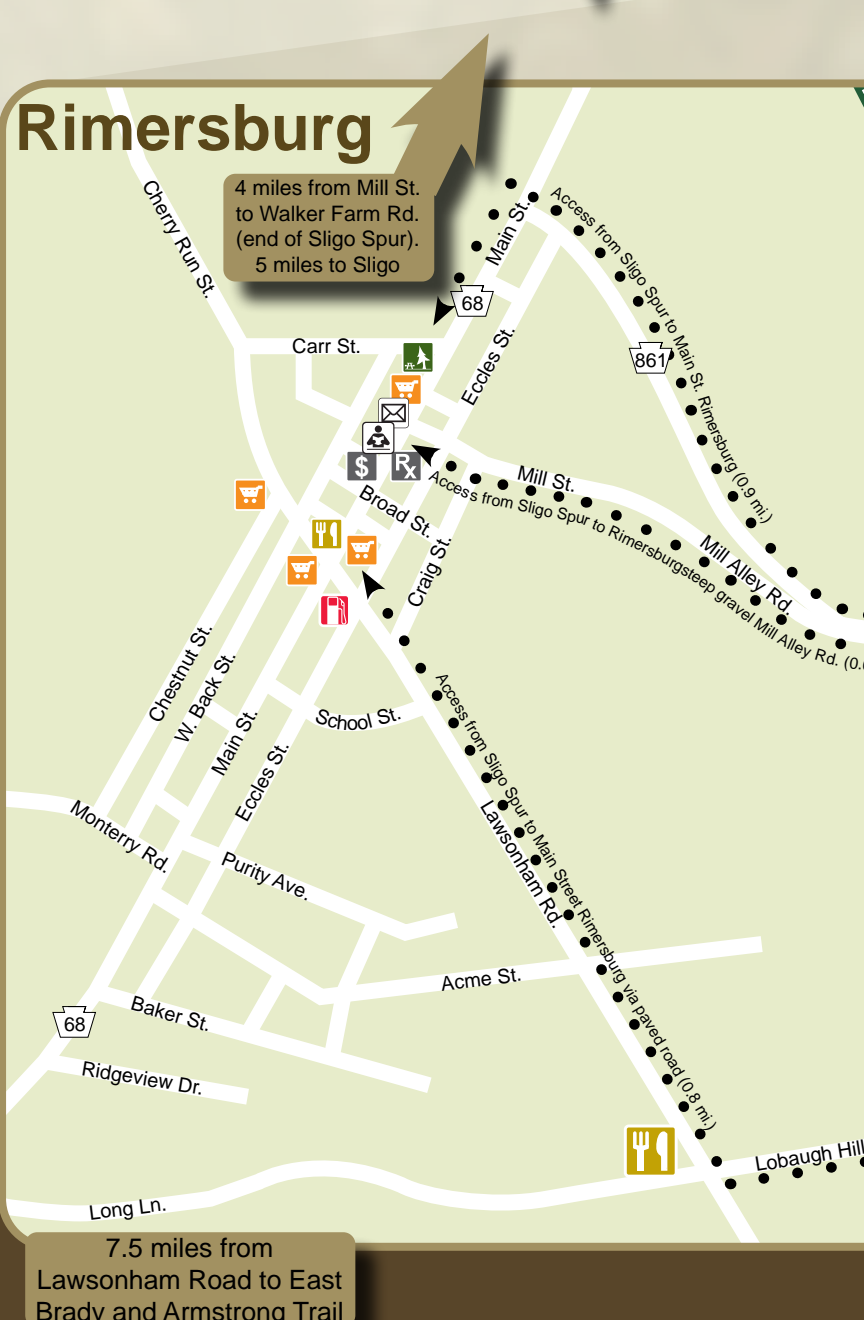 Rimersburg
4 miles from Mill St.
to Walker Farm Rd.
(end of Sligo Spur).
5 miles to Sligo
Cherry Run St.
Main St.
Access from Sligo Spur to Main St. Rimersburg (0.9 mi.)
68
861
Carr St.
Eccles St.
$
Rx
Mill St.
Access from Sligo Spur to Rimersburgsteep gravel Mill Alley Rd. (0.
Broad St.
Mill Alley Rd.
Craig St.
Chestnut St.
W. Back St.
Main St.
Eccles St.
School St.
Access from Sligo Spur to Main Street Rimersburg via paved road (0.8 mi.)
Lawsonham Rd.
Monterry Rd.
Purity Ave.
Acme St.
68
Baker St.
Ridgeview Dr.
Lobaugh Hill
Long Ln.
7.5 miles from
Lawsonham Road to East
Brady and Armstrong Trail